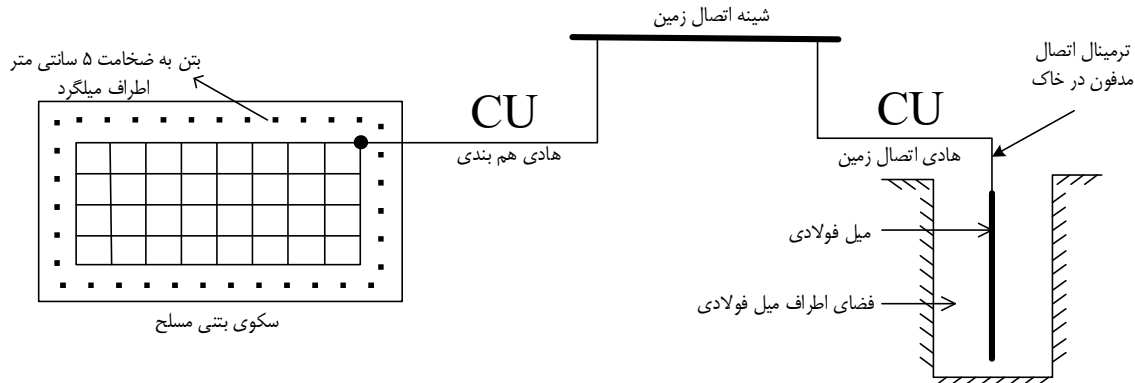 شینه اتصال زمین
ترمینال اتصال
مدفون در خاک
بتن به ضخامت ۵ سانتی متر
اطراف میلگرد
CU
هادی هم بندی
CU
هادی اتصال زمین
میل فولادی
فضای اطراف میل فولادی
سکوی بتنی مسلح